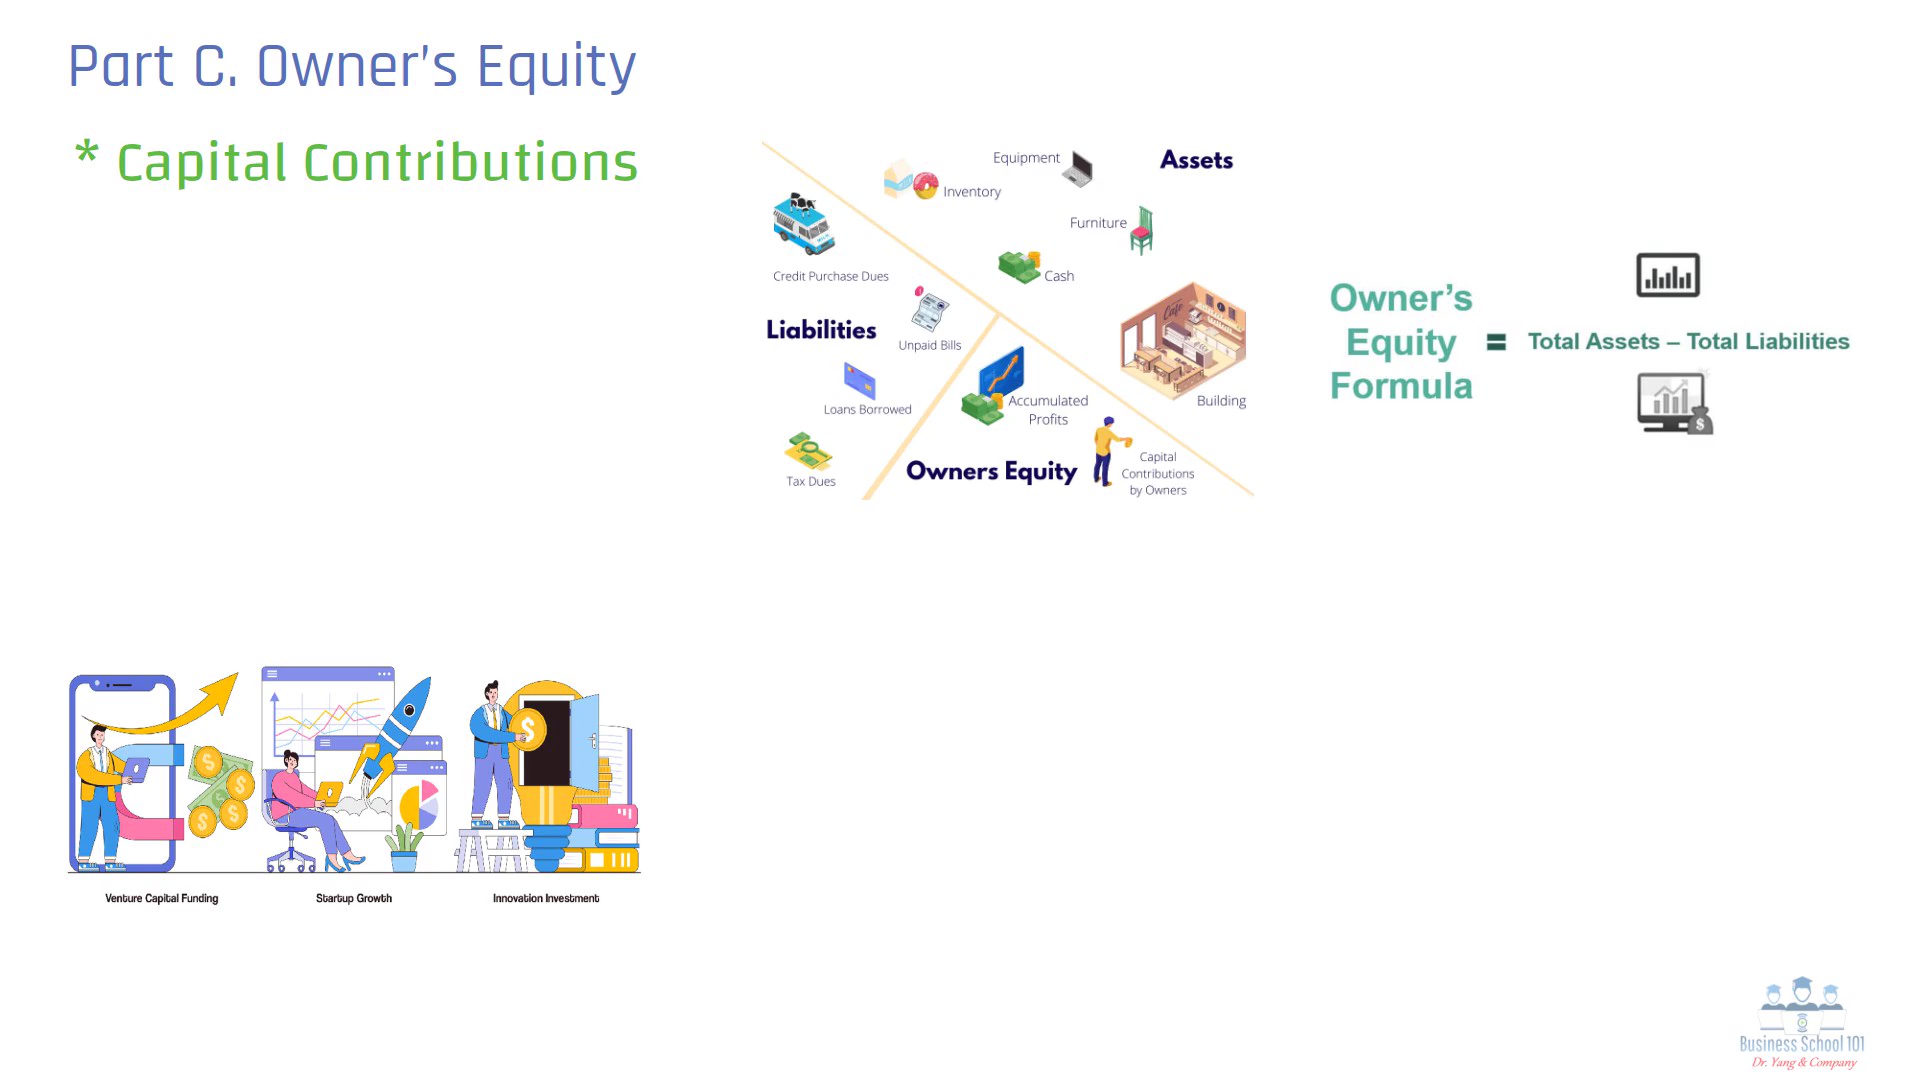 Part C. Owner's Equity
* Capital Contributions
Equipment
Assets
Inventory
Furniture
Cash
Credit Purchase Dues
Liabilities
Unpaid Bills
Loans Borrowed
Tax Dues
Accumulated
Profits
Building
Owners Equity
Capital
Contributions
by Owners
Owner's
Equity
Formula
=
Total Assets – Total Liabilities
Venture Capital Funding
Startup Growth
Innovation Investment
Business School 101
Dr. Yang & Company